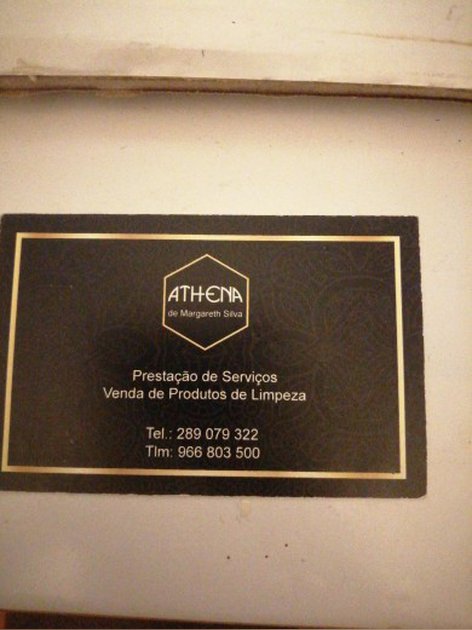 ATHENA
de Margareth Silva
Prestação de Serviços
Venda de Produtos de Limpeza
Tel.: 289 079 322
Tlm: 966 803 500